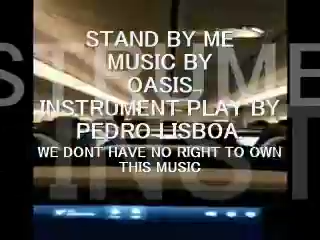 STAND BY ME
MUSIC BY
OASIS
INSTRUMENT PLAY BY
PEDRO LISBOA
WE DONT HAVE NO RIGHT TO OWN
THIS MUSIC